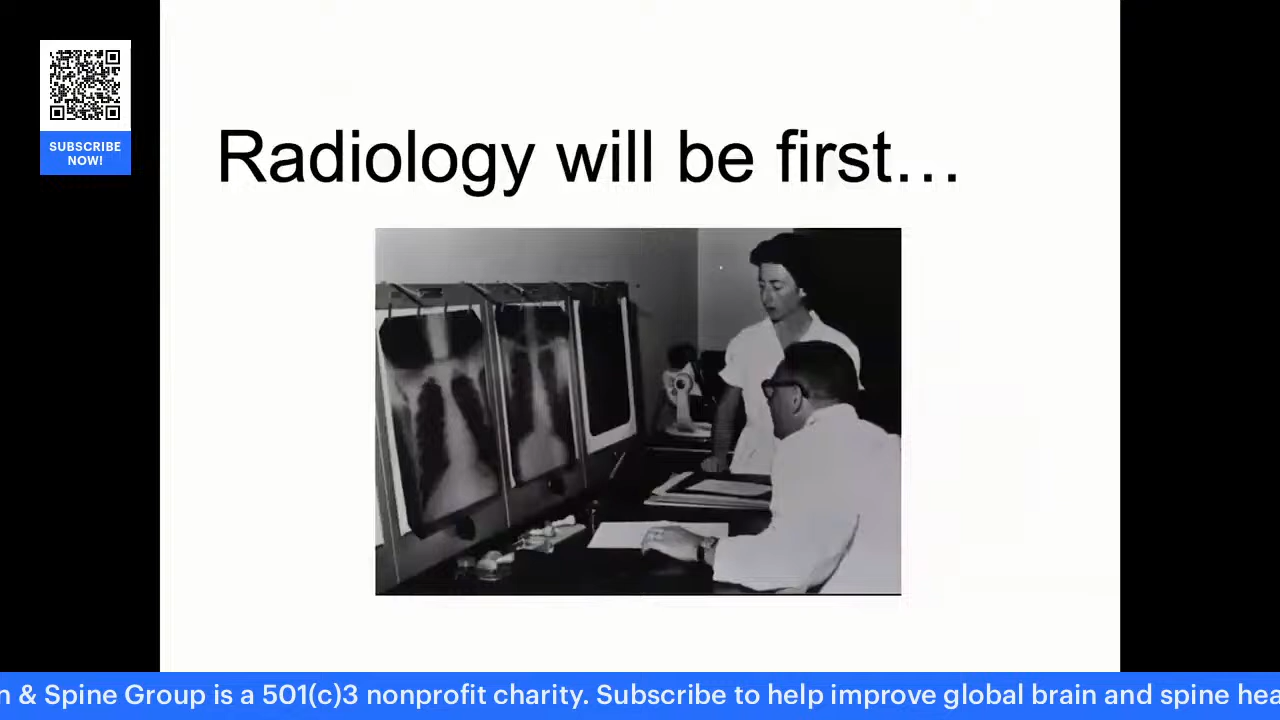 SUBSCRIBE
NOW!
Radiology will be first…
n & Spine Group is a 501(c)3 nonprofit charity. Subscribe to help improve global brain and spine hea